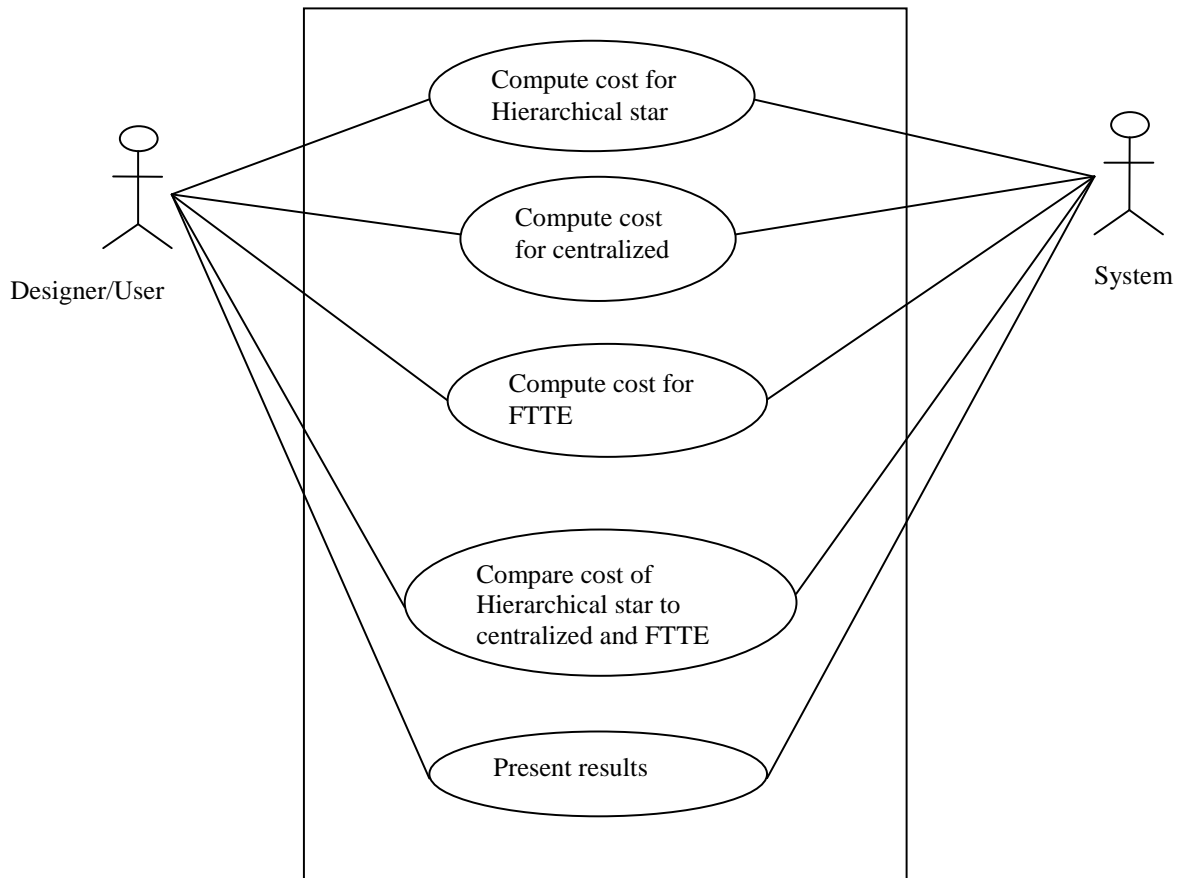 Compute cost for
Hierarchical star
Compute cost
for centralized
Designer/User
System
Compute cost for
FTTE
Compare cost of
Hierarchical star to
centralized and FTTE
Present results